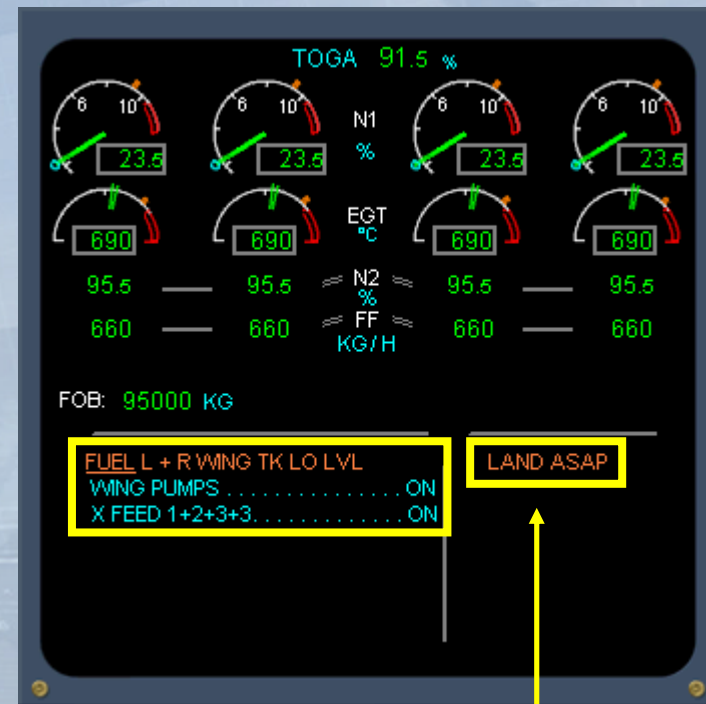 TOGA 91.5 %
6 10 6 10 N1 6 10 6 10
23.5 23.5 % 23.5 23.5
EGT
690 690 °C 690 690
95.5 95.5 N2 95.5 95.5
%
660 660 FF 660 660
KG/H
FOB: 95000 KG
FUEL L + R WING TK LO LVL LAND ASAP
WING PUMPS . . . . . . . . . . . . . . . ON
X FEED 1+2+3+3. . . . . . . . . . . . ON